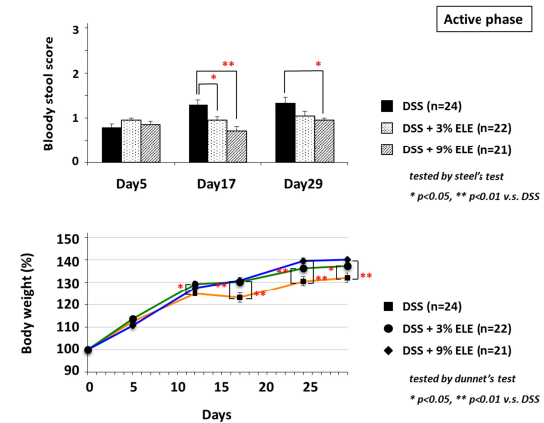 Active phase
Bloody stool score
3
2
1
0
**
*
*
Day5
Day17
Day29
DSS (n=24)
DSS + 3% ELE (n=22)
DSS + 9% ELE (n=21)
tested by steel's test
* p<0.05, ** p<0.01 v.s. DSS
Body weight (%)
150
140
130
120
110
100
90
*
**
**
**
**
*
**
0
5
10
15
20
25
Days
DSS (n=24)
DSS + 3% ELE (n=22)
DSS + 9% ELE (n=21)
tested by dunnet's test
* p<0.05, ** p<0.01 v.s. DSS